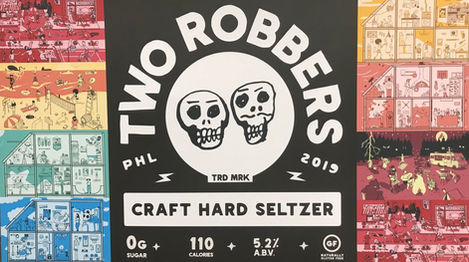 TWO ROBBERS
PHL
2019
TRD MRK
CRAFT HARD SELTZER
0G
SUGAR
110
CALORIES
5.2%
A.B.V.
GF
NATURALLY
GLUTEN FREE